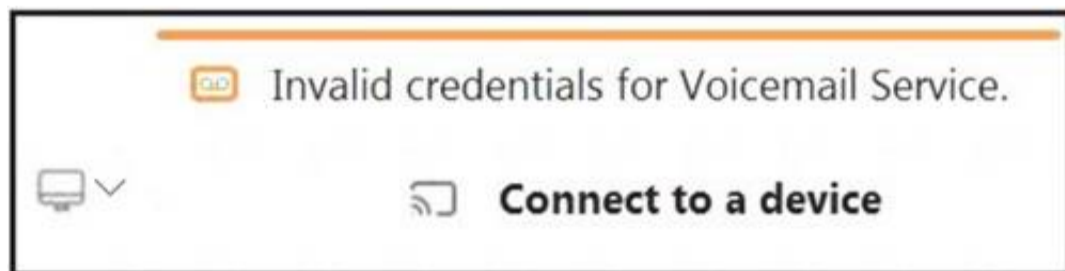 Invalid credentials for Voicemail Service.
Connect to a device